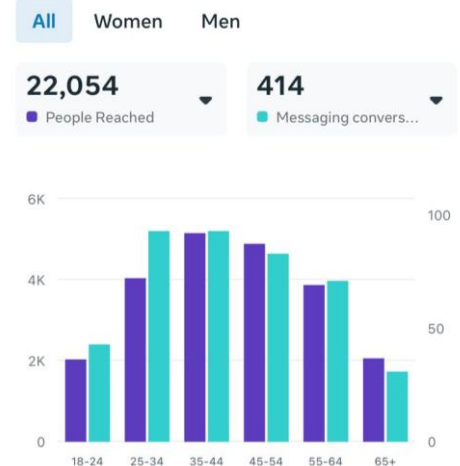 All Women Men
22,054 414
People Reached Messaging convers...
6K
100
4K
50
2K
0 0
18-24 25-34 35-44 45-54 55-64 65+